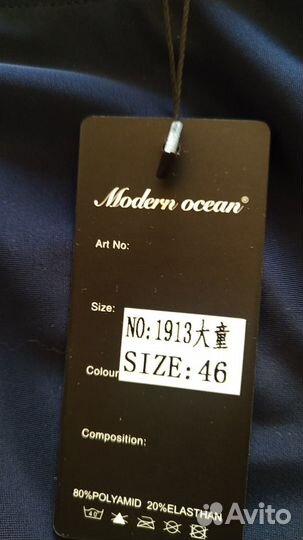 Modern ocean®
Art No:
Size:
NO:1913大童
Colour
SIZE:46
Composition:
80%POLYAMID 20%ELASTHAN
40
Avito